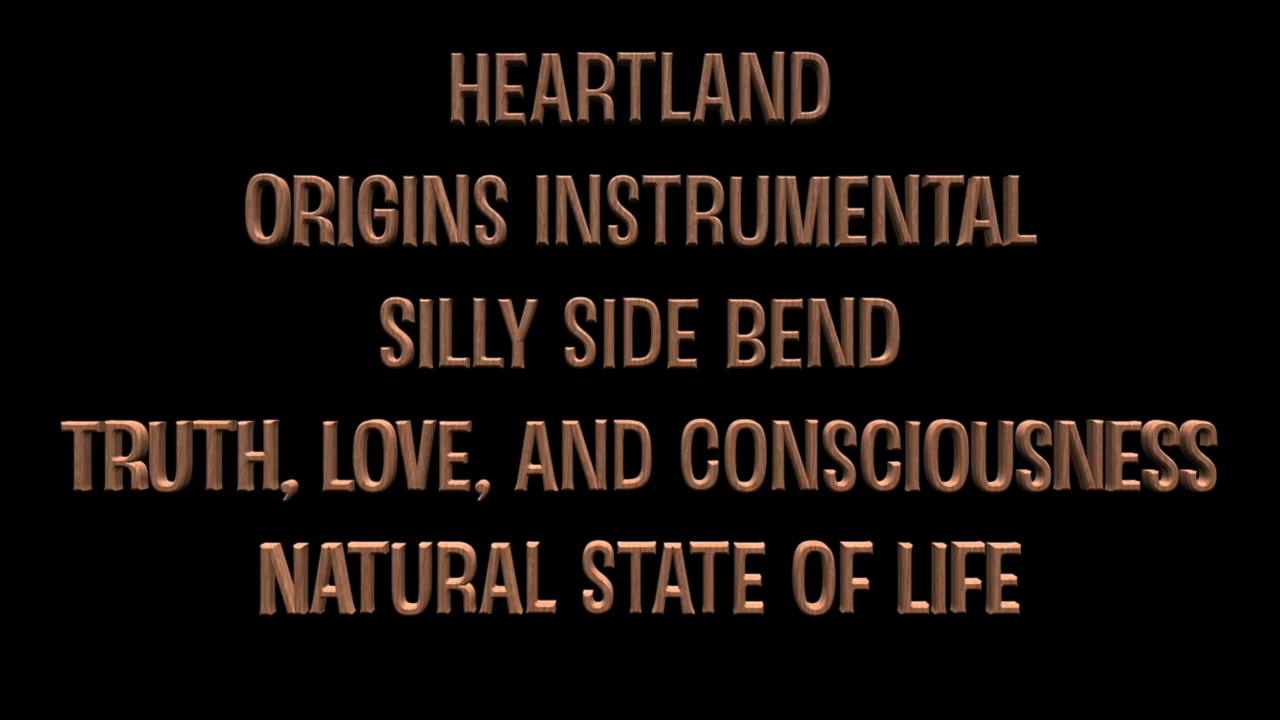 HEARTLAND
ORIGINS INSTRUMENTAL
SILLY SIDE BEND
TRUTH, LOVE, AND CONSCIOUSNESS
NATURAL STATE OF LIFE